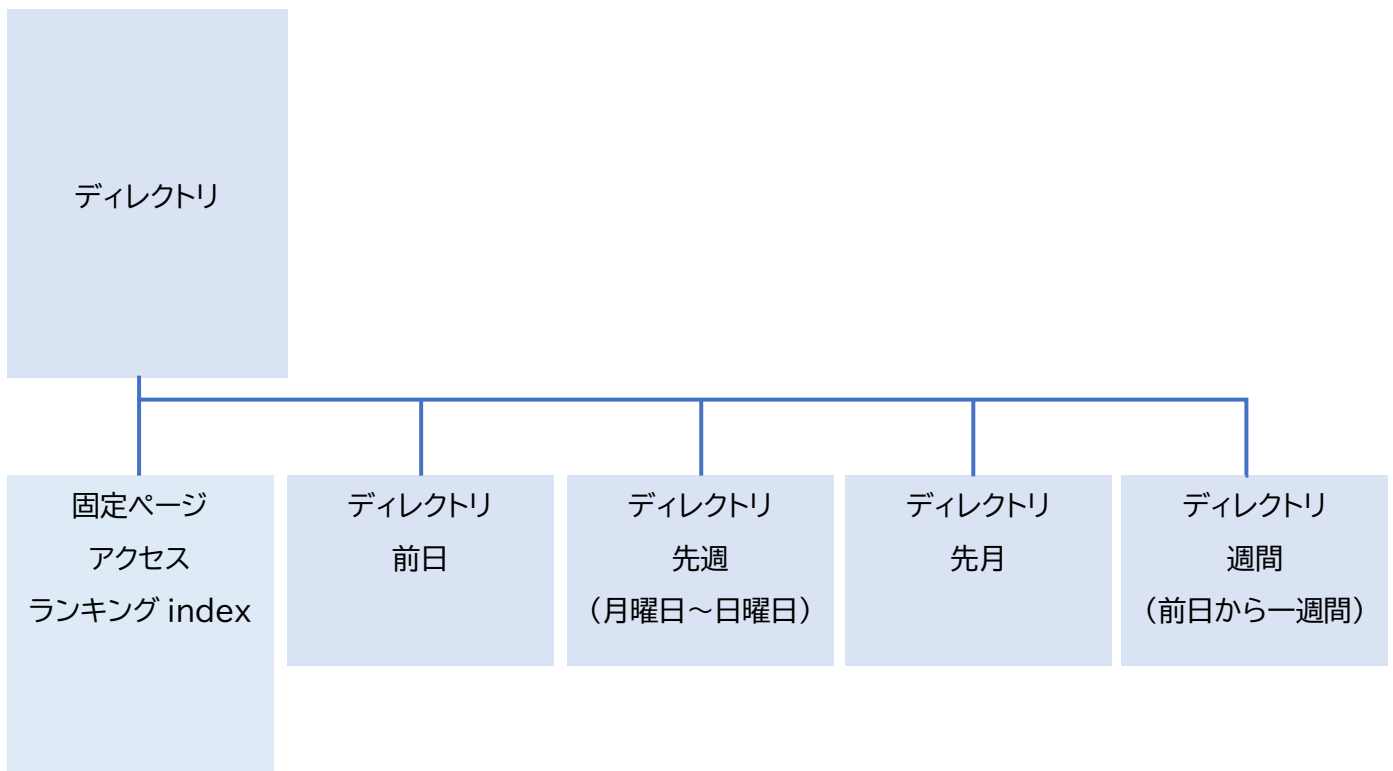 ディレクトリ
固定ページ
アクセス
ランキング index
ディレクトリ
前日
ディレクトリ
先週
（月曜日～日曜日）
ディレクトリ
先月
ディレクトリ
週間
（前日から一週間）